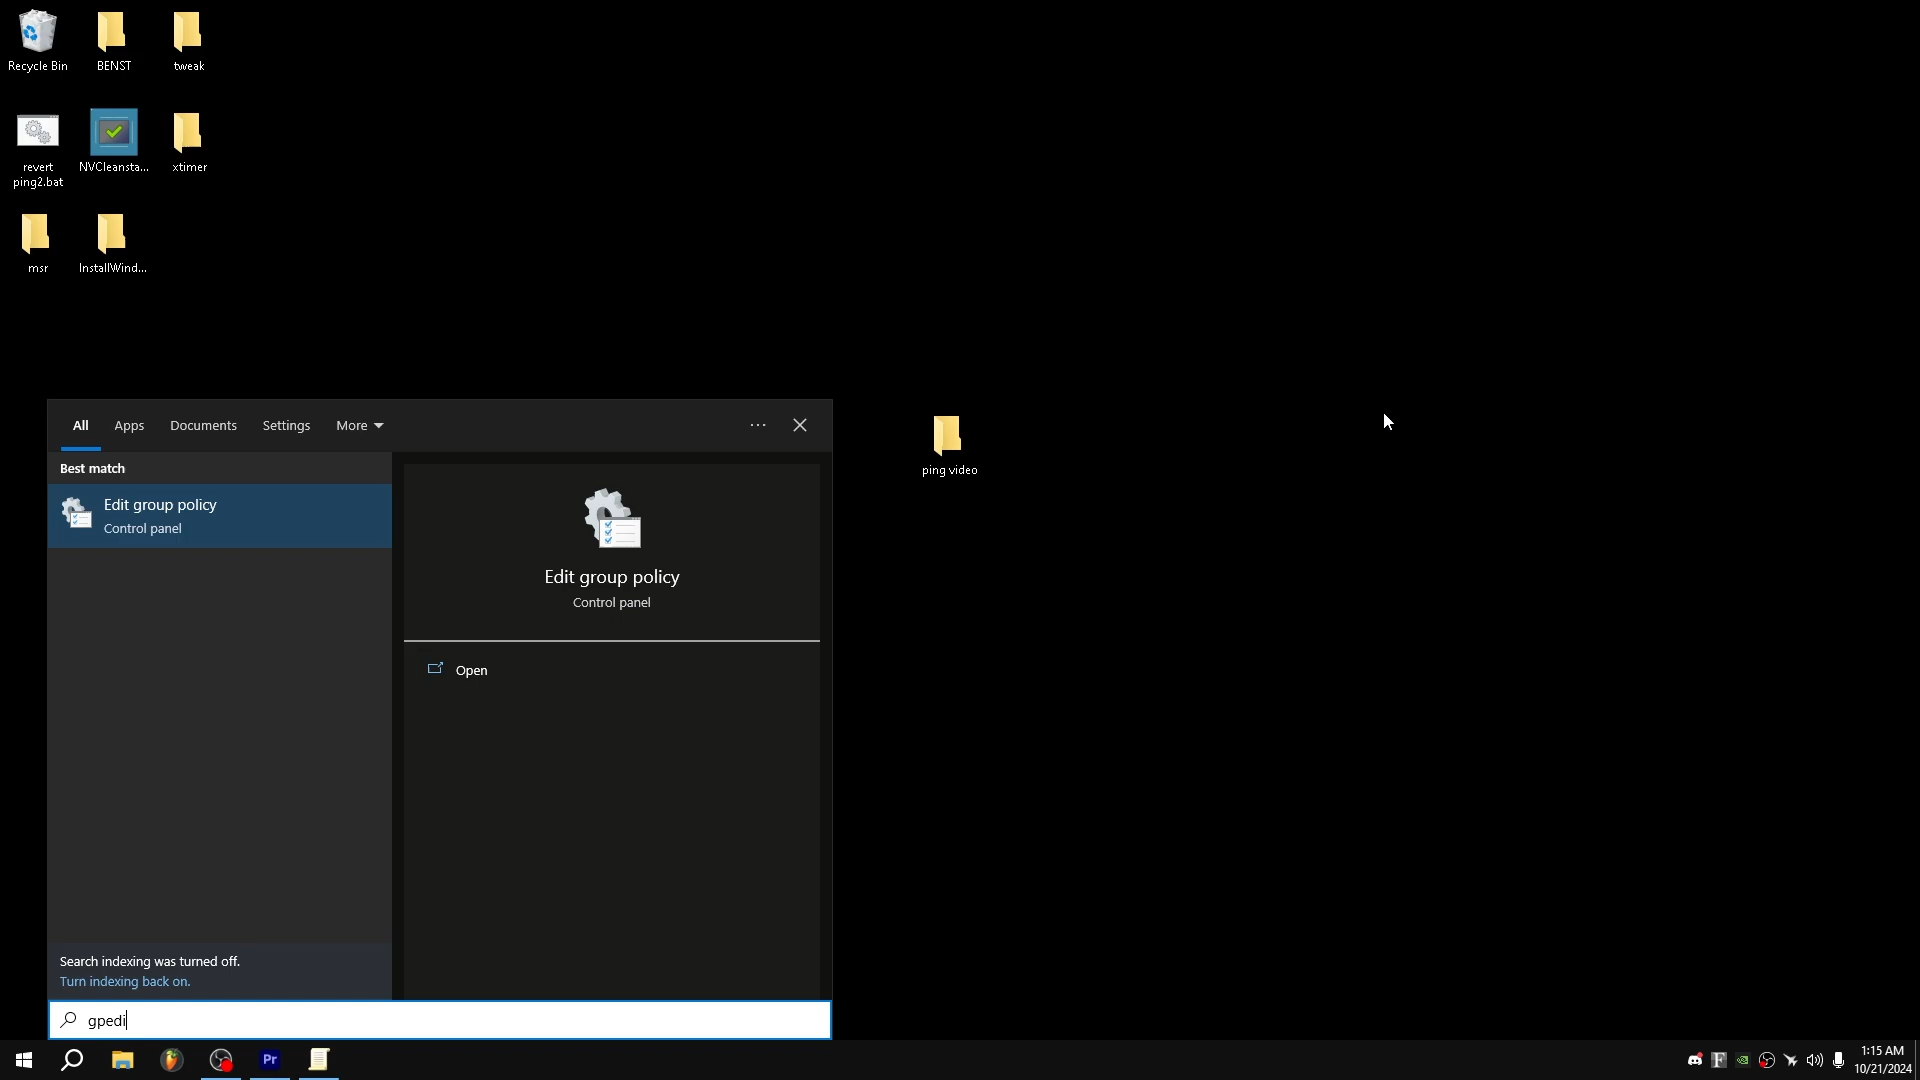 Recycle Bin
BENST
tweak
revert
ping2.bat
NVCleansta...
xtimer
msr
InstallWind...
ping video
All
Apps
Documents
Settings
More
Best match
Edit group policy
Control panel
Edit group policy
Control panel
Open
Search indexing was turned off.
Turn indexing back on.
gpedi
Pr
1:15 AM
10/21/2024